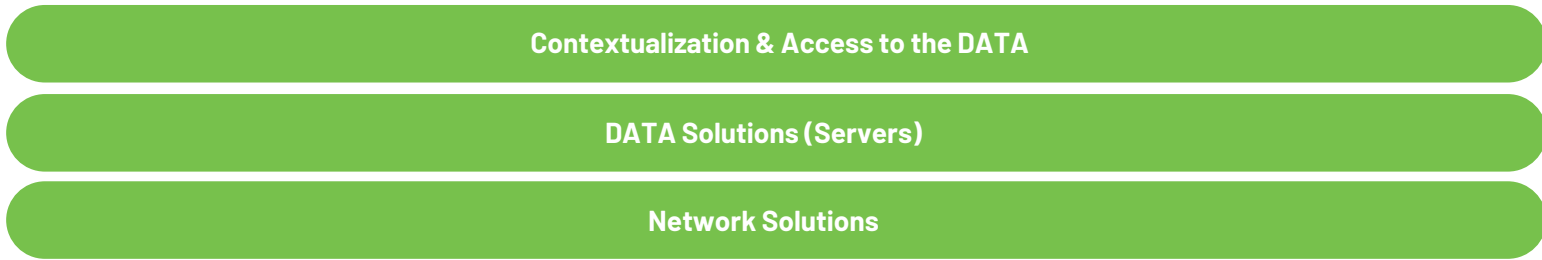 Contextualization & Access to the DATA
DATA Solutions (Servers)
Network Solutions